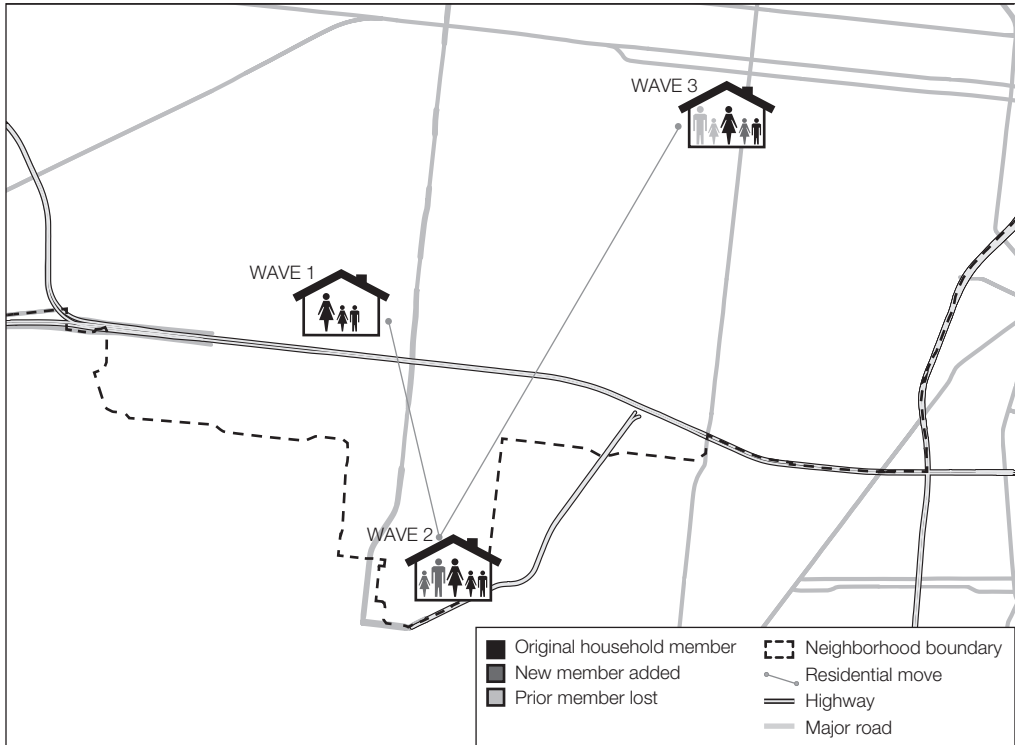 WAVE 3
WAVE 1
WAVE 2
Original household member
New member added
Prior member lost
Neighborhood boundary
Residential move
Highway
Major road